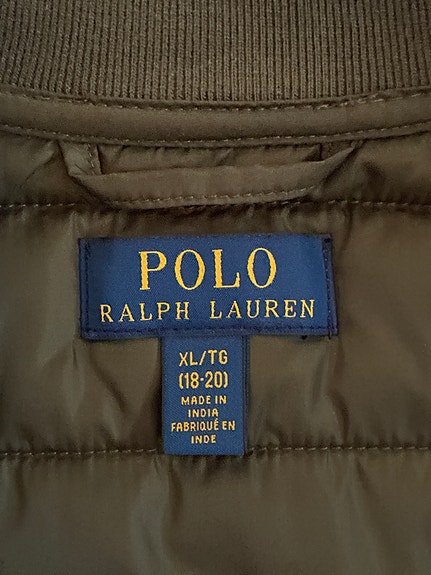 POLO
RALPH LAUREN
XL/TG
(18-20)
MADE IN
INDIA
FABRIQUÉ EN
INDE